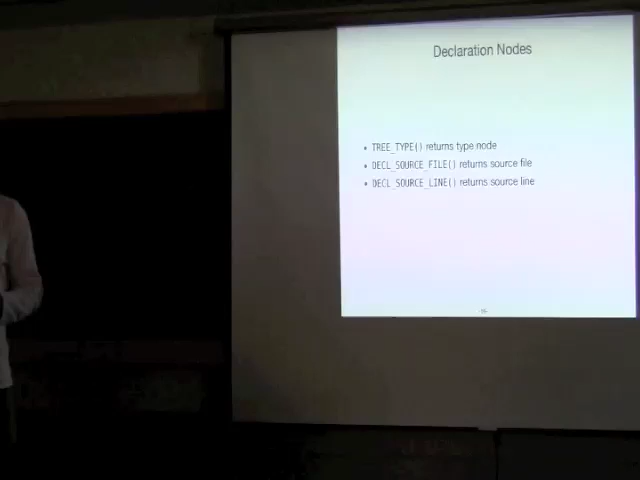 Declaration Nodes
• TREE_TYPE() returns type node
• DECL_SOURCE_FILE() returns source file
• DECL_SOURCE_LINE() returns source line